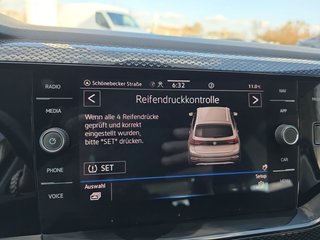 RADIO
MEDIA
PHONE
VOICE
Schönebecker Straße
6:32
11.0
Reifendruckkontrolle
Wenn alle 4 Reifendrücke
geprüft und korrekt
eingestellt wurden,
bitte "SET" drücken.
SET
Auswahl
Setup
NAV
CAR